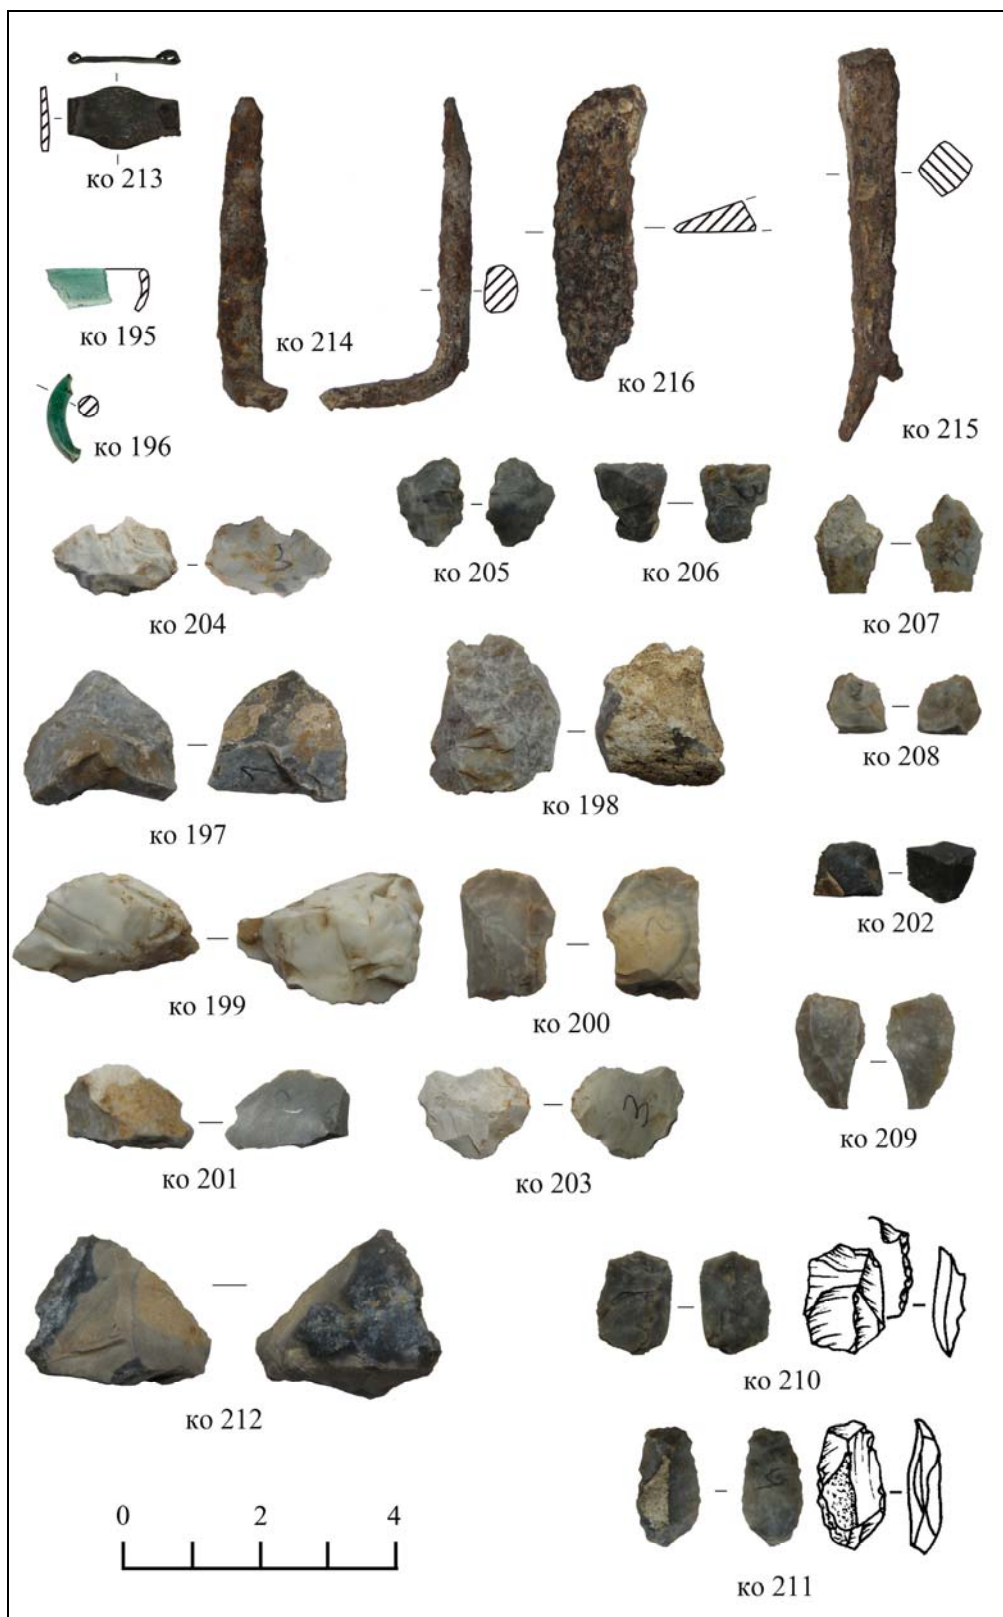 ко 213
ко 195
ко 214
ко 216
ко 196
ко 215
ко 205
ко 206
ко 204
ко 207
ко 208
ко 197
ко 198
ко 202
ко 199
ко 200
ко 209
ко 201
ко 203
ко 210
ко 212
0 2 4
ко 211